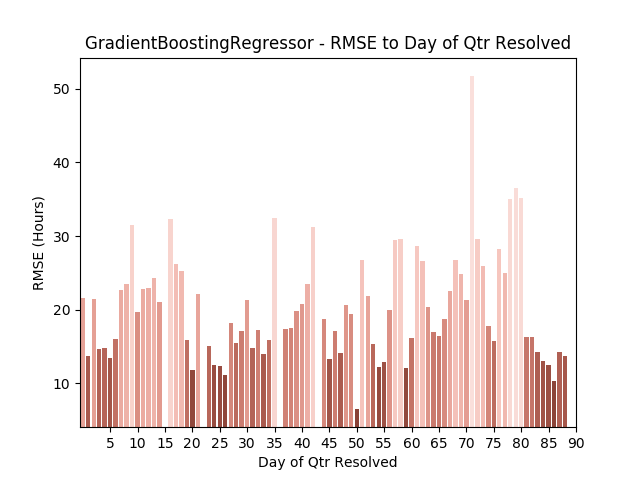 GradientBoostingRegressor - RMSE to Day of Qtr Resolved
50
40
30
20
10
RMSE (Hours)
5 10 15 20 25 30 35 40 45 50 55 60 65 70 75 80 85 90
Day of Qtr Resolved